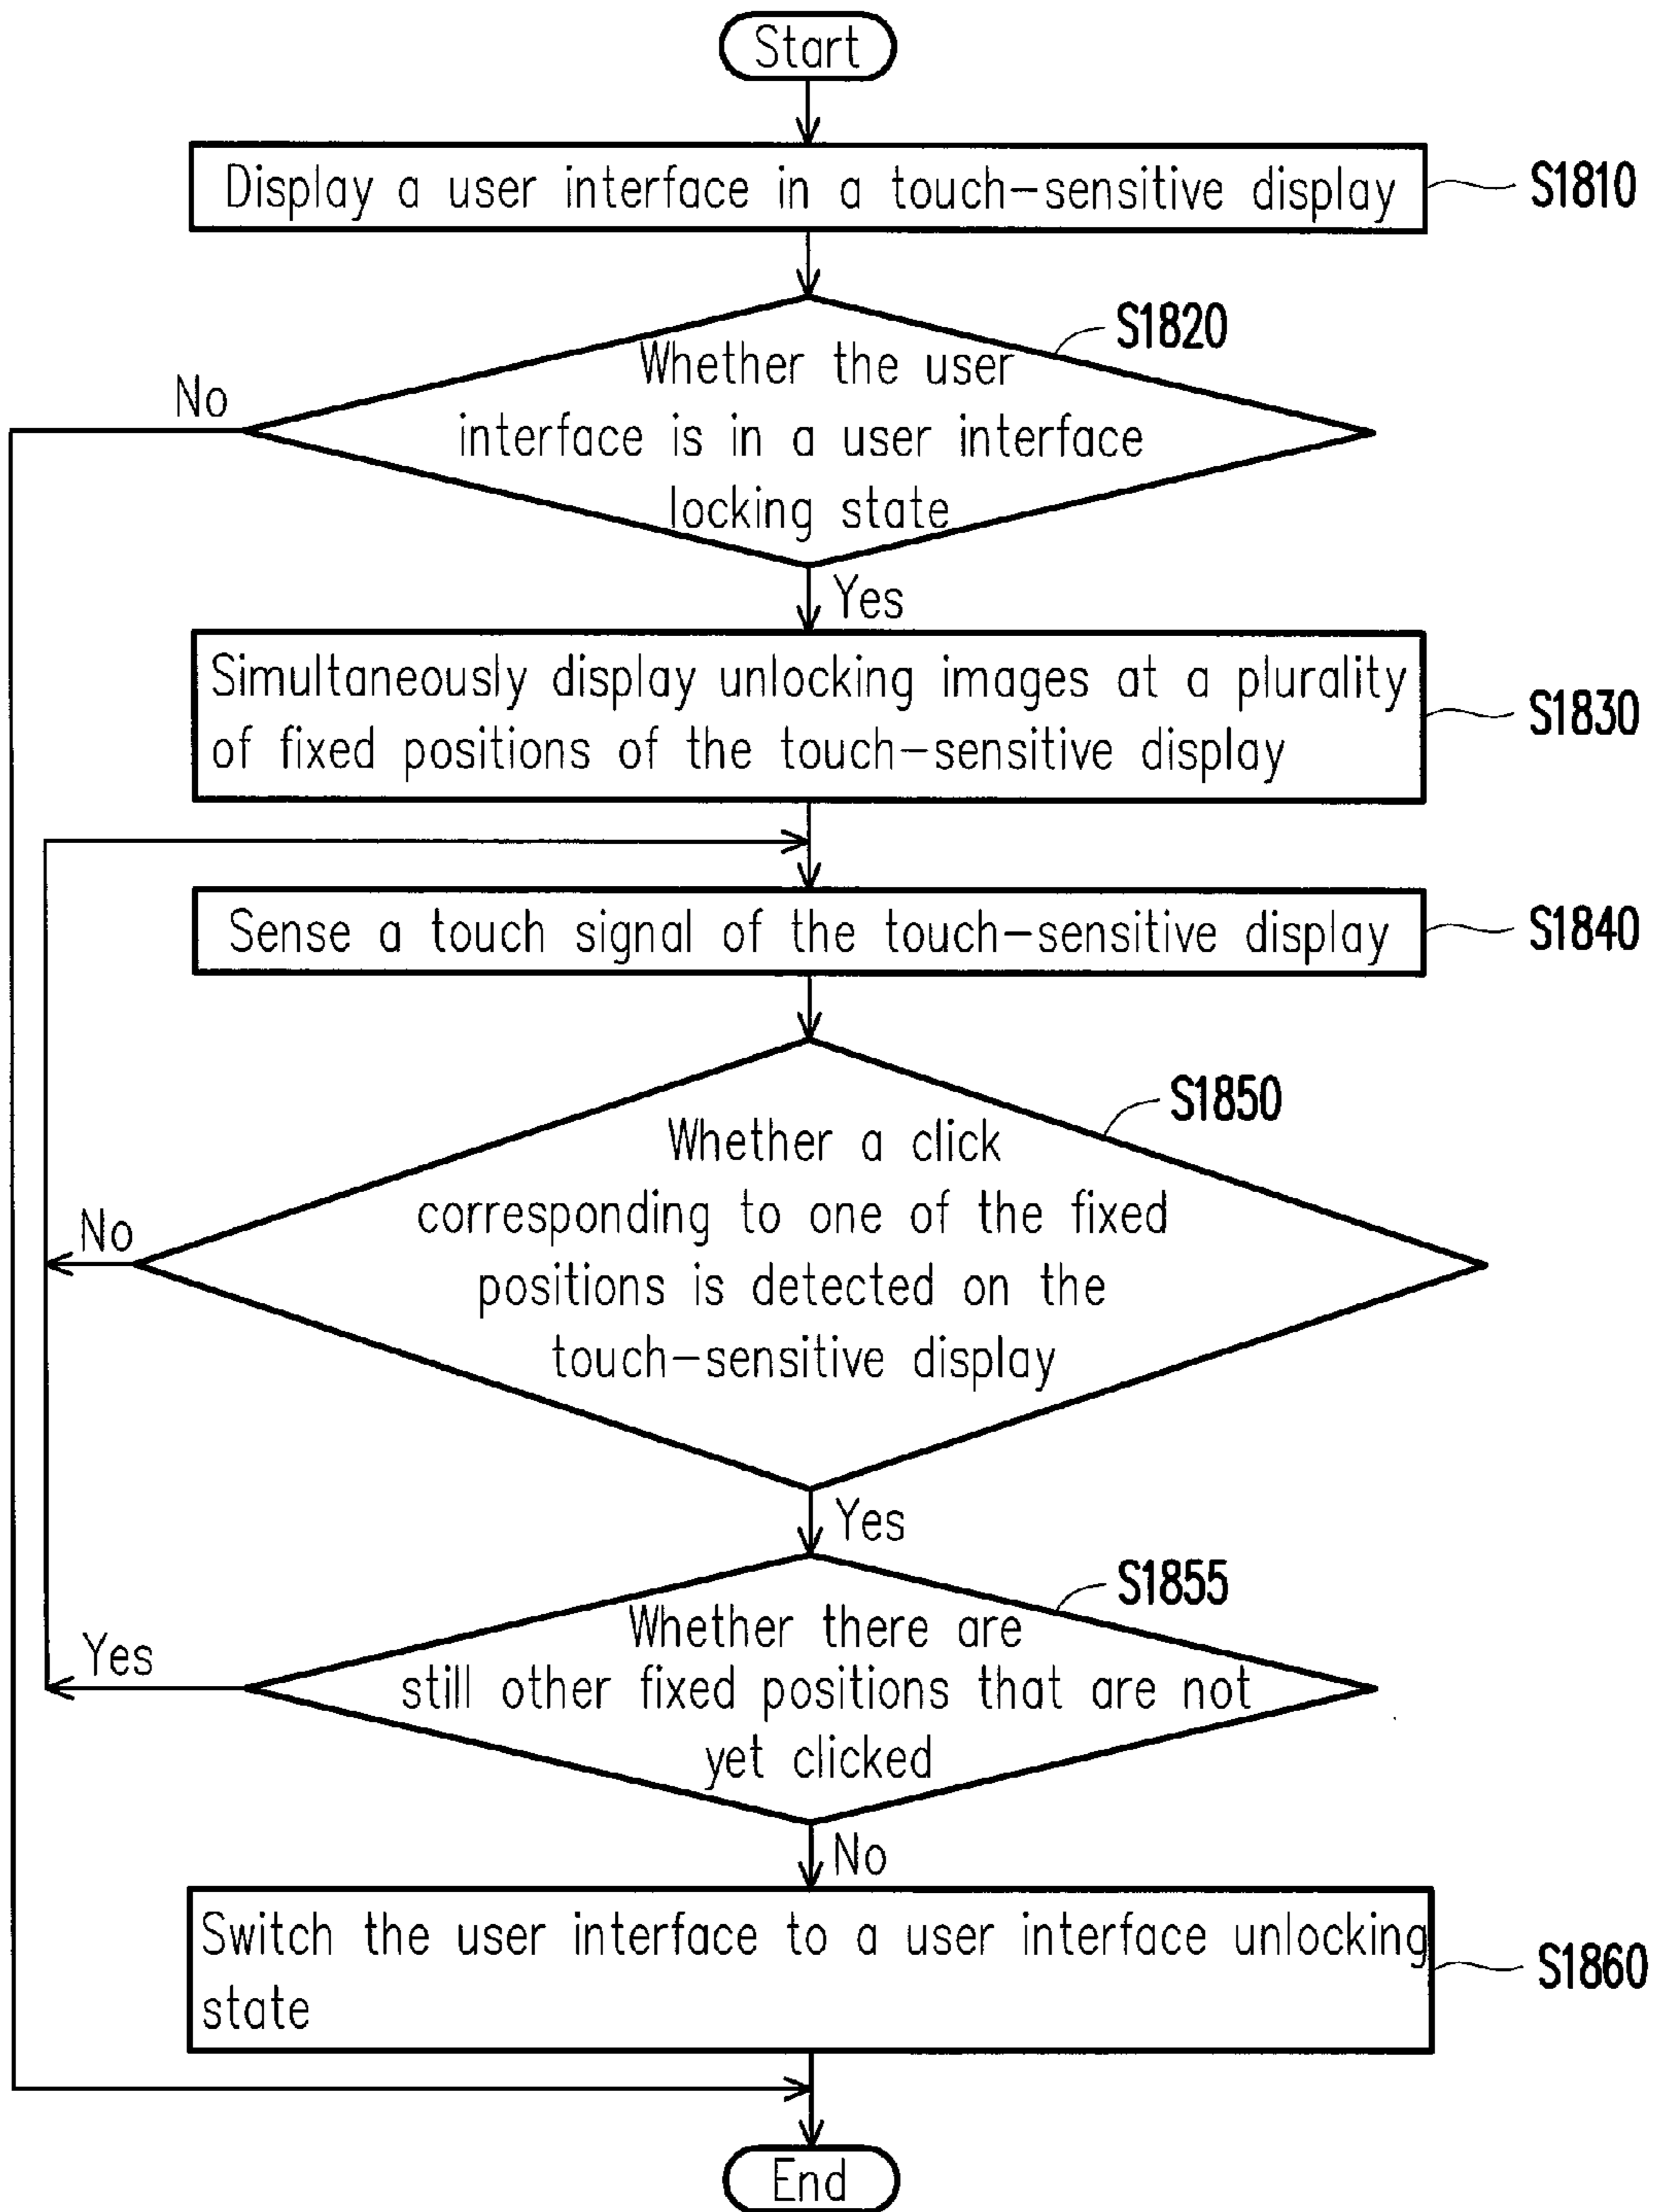 Start
Display a user interface in a touch-sensitive display
S1810
S1820
Whether the user
No
interface is in a user interface
locking state
Yes
Simultaneously display unlocking images at a plurality
of fixed positions of the touch-sensitive display
S1830
Sense a touch signal of the touch-sensitive display
S1840
S1850
Whether a click
corresponding to one of the fixed
No
positions is detected on the
touch-sensitive display
Yes
S1855
Whether there are
Yes
still other fixed positions that are not
yet clicked
No
Switch the user interface to a user interface unlocking
state
S1860
End